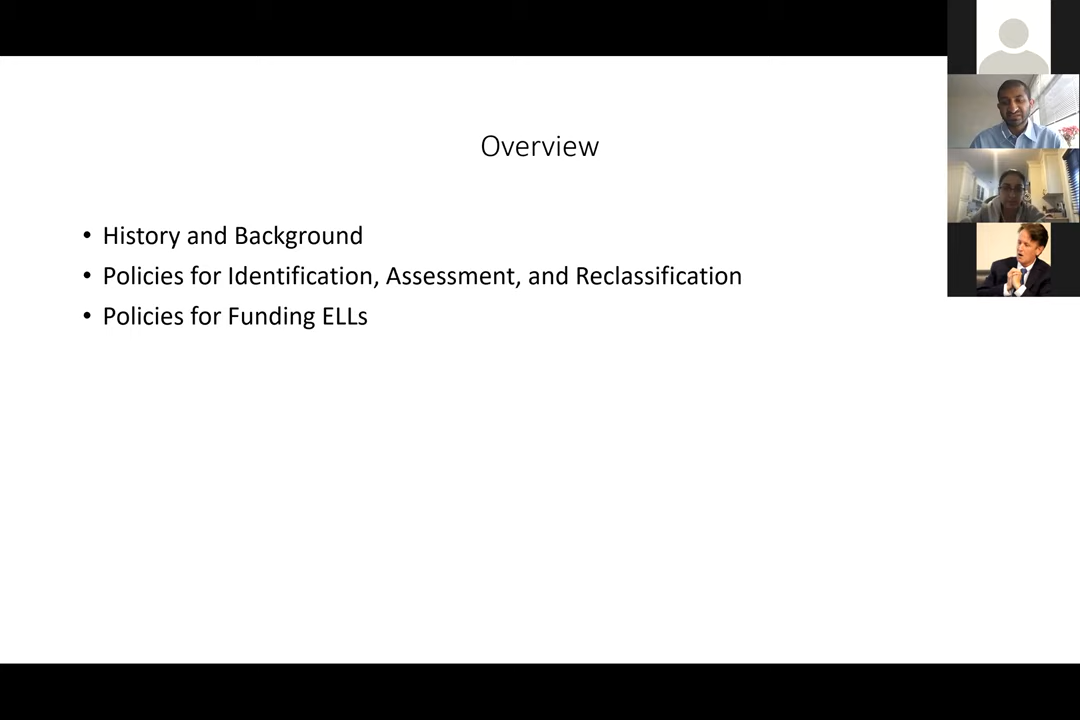 Overview
• History and Background
• Policies for Identification, Assessment, and Reclassification
• Policies for Funding ELLs